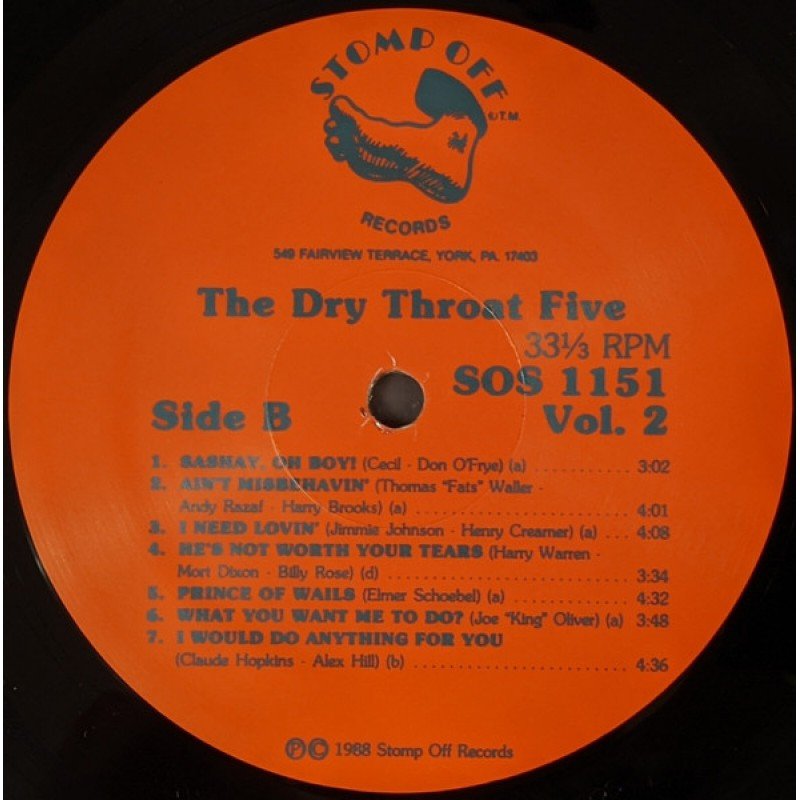 STOMP OFF
©T.M.
RECORDS
549 FAIRVIEW TERRACE, YORK, PA. 17403
The Dry Throat Five
33⅓ RPM
SOS 1151
Side B Vol. 2
1. SASHAY, OH BOY! (Cecil - Don O'Frye) (a) .......... 3:02
2. AIN'T MISBEHAVIN' (Thomas "Fats" Waller -
Andy Razaf - Harry Brooks) (a) .......... 4:01
3. I NEED LOVIN' (Jimmie Johnson - Henry Creamer) (a) ... 4:08
4. HE'S NOT WORTH YOUR TEARS (Harry Warren -
Mort Dixon - Billy Rose) (d) .......... 3:34
5. PRINCE OF WAILS (Elmer Schoebel) (a) .......... 4:32
6. WHAT YOU WANT ME TO DO? (Joe "King" Oliver) (a) 3:48
7. I WOULD DO ANYTHING FOR YOU
(Claude Hopkins - Alex Hill) (b) .......... 4:36
℗© 1988 Stomp Off Records